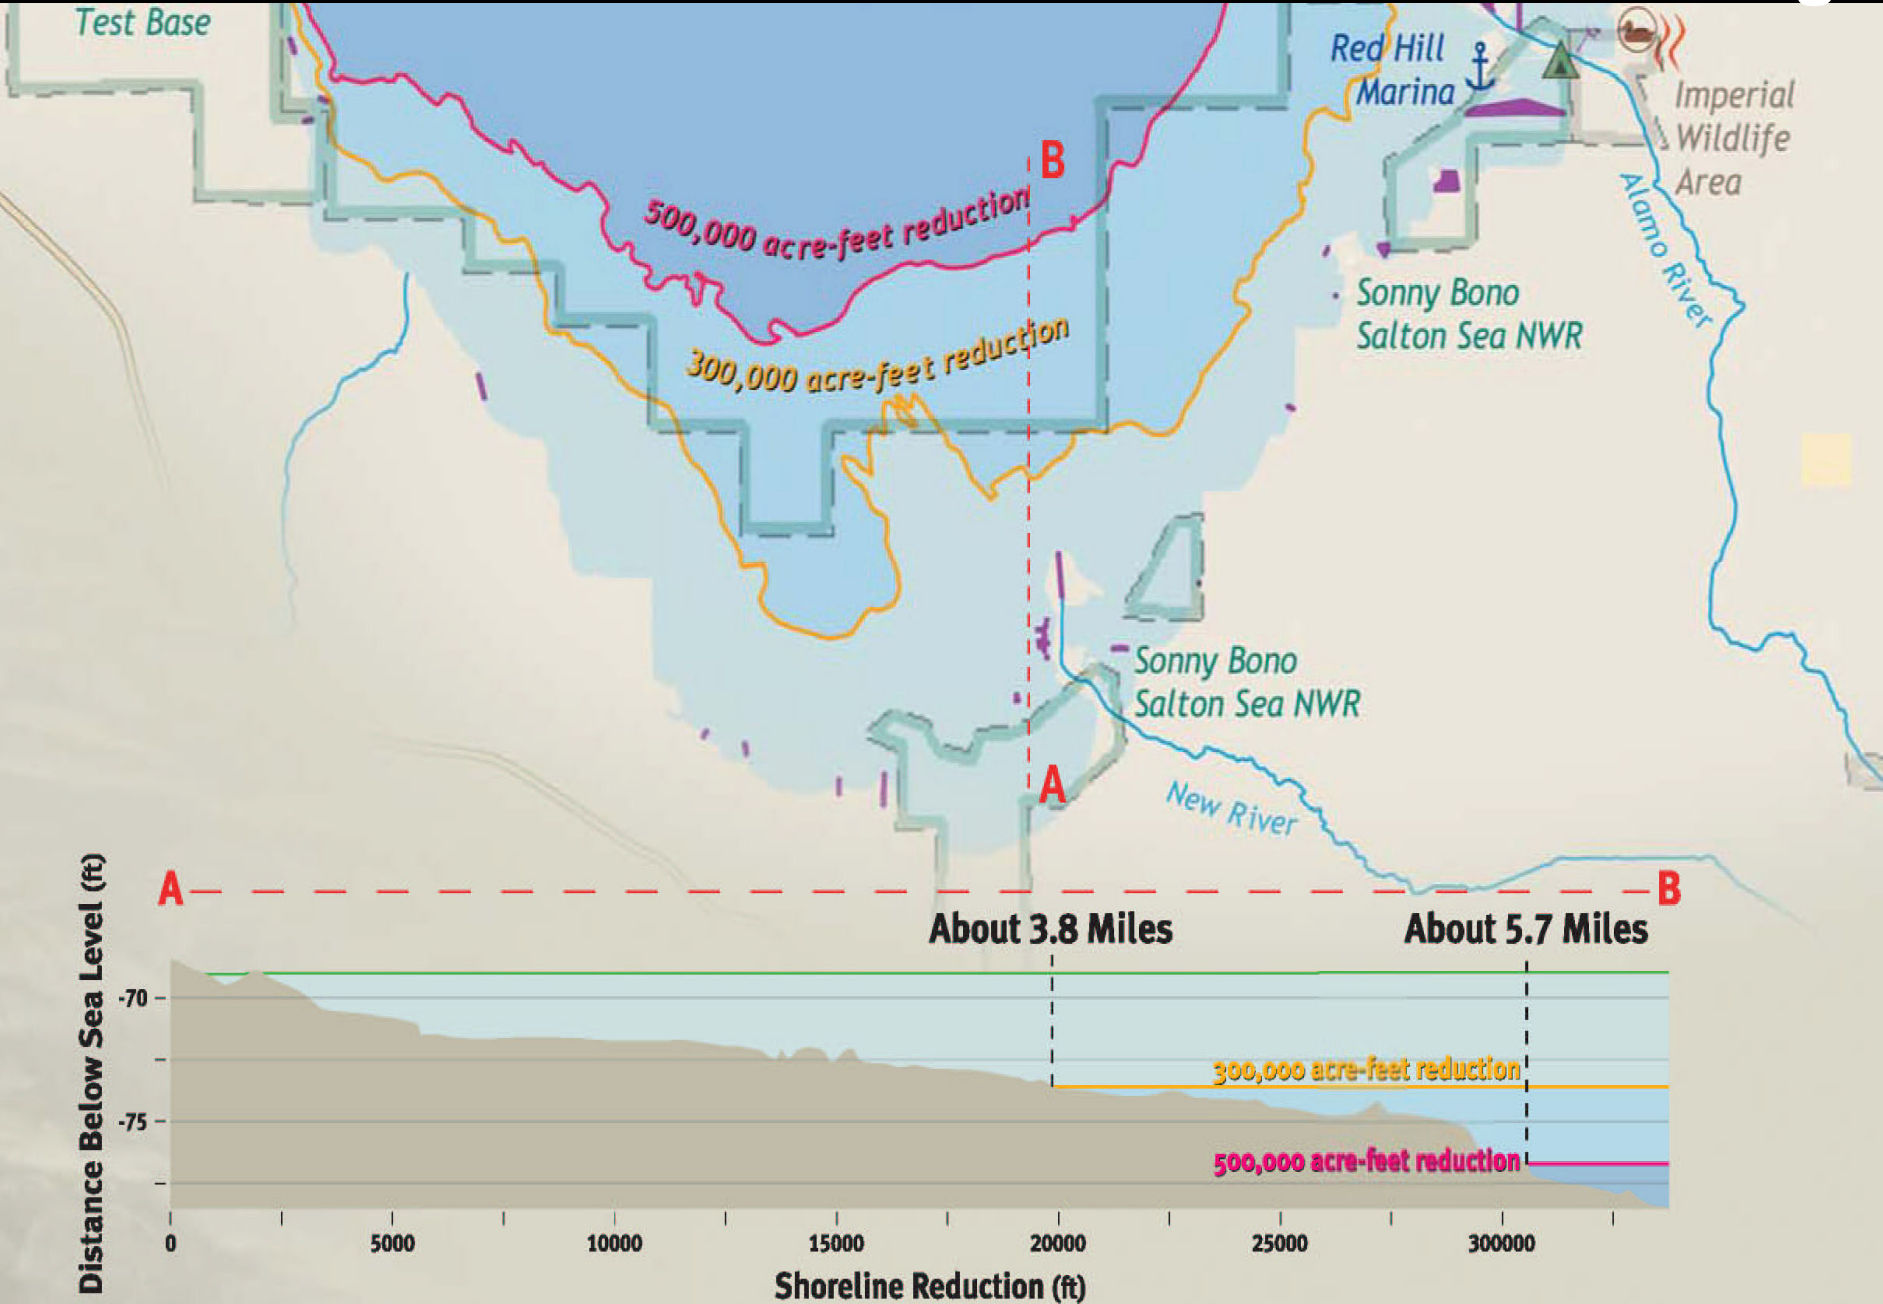 Test Base
Red Hill
Marina
Imperial
Wildlife
Area
B
500,000 acre-feet reduction
Alamo River
Sonny Bono
Salton Sea NWR
300,000 acre-feet reduction
Sonny Bono
Salton Sea NWR
A
New River
A
B
About 3.8 Miles
About 5.7 Miles
Distance Below Sea Level (ft)
-70
300,000 acre-feet reduction
-75
500,000 acre-feet reduction
0 5000 10000 15000 20000 25000 300000
Shoreline Reduction (ft)